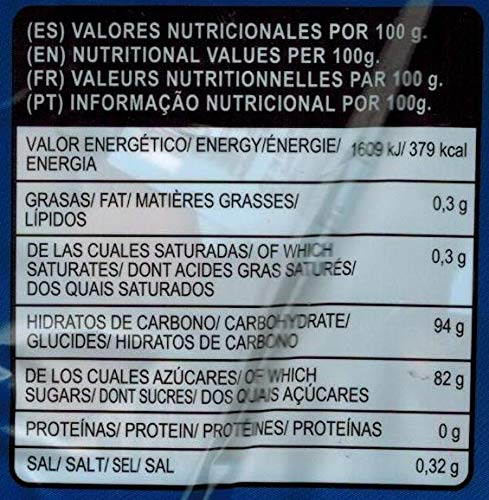 (ES) VALORES NUTRICIONALES POR 100 g.
(EN) NUTRITIONAL VALUES PER 100g.
(FR) VALEURS NUTRITIONNELLES PAR 100 g.
(PT) INFORMAÇÃO NUTRICIONAL POR 100g.
VALOR ENERGÉTICO/ ENERGY/ÉNERGIE/ 1609 kJ/ 379 kcal
ENERGIA
GRASAS/ FAT/ MATIÈRES GRASSES/ 0,3 g
LÍPIDOS
DE LAS CUALES SATURADAS/ OF WHICH 0,3 g
SATURATES/ DONT ACIDES GRAS SATURÉS/
DOS QUAIS SATURADOS
HIDRATOS DE CARBONO/ CARBOHYDRATE/ 94 g
GLUCIDES/ HIDRATOS DE CARBONO
DE LOS CUALES AZÚCARES/ OF WHICH 82 g
SUGARS/ DONT SUCRES/ DOS QUAIS AÇÚCARES
PROTEÍNAS/ PROTEIN/ PROTÉINES/ PROTEÍNAS 0 g
SAL/ SALT/ SEL/ SAL 0,32 g